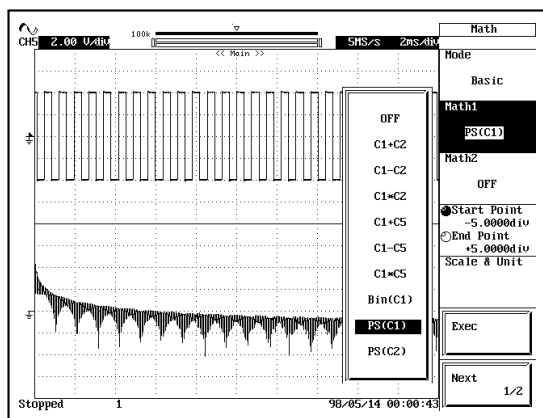 Math
CH5 2.00 V/div
100k
5MS/s 2ms/div
<< Main >>
Mode
Basic
Math1
PS(C1)
Math2
OFF
Start Point
-5.0000div
End Point
+5.0000div
Scale & Unit
Exec
Next
1/2
OFF
C1+C2
C1-C2
C1*C2
C1+C5
C1-C5
C1*C5
Bin(C1)
PS(C1)
PS(C2)
Stopped 1 98/05/14 00:00:43